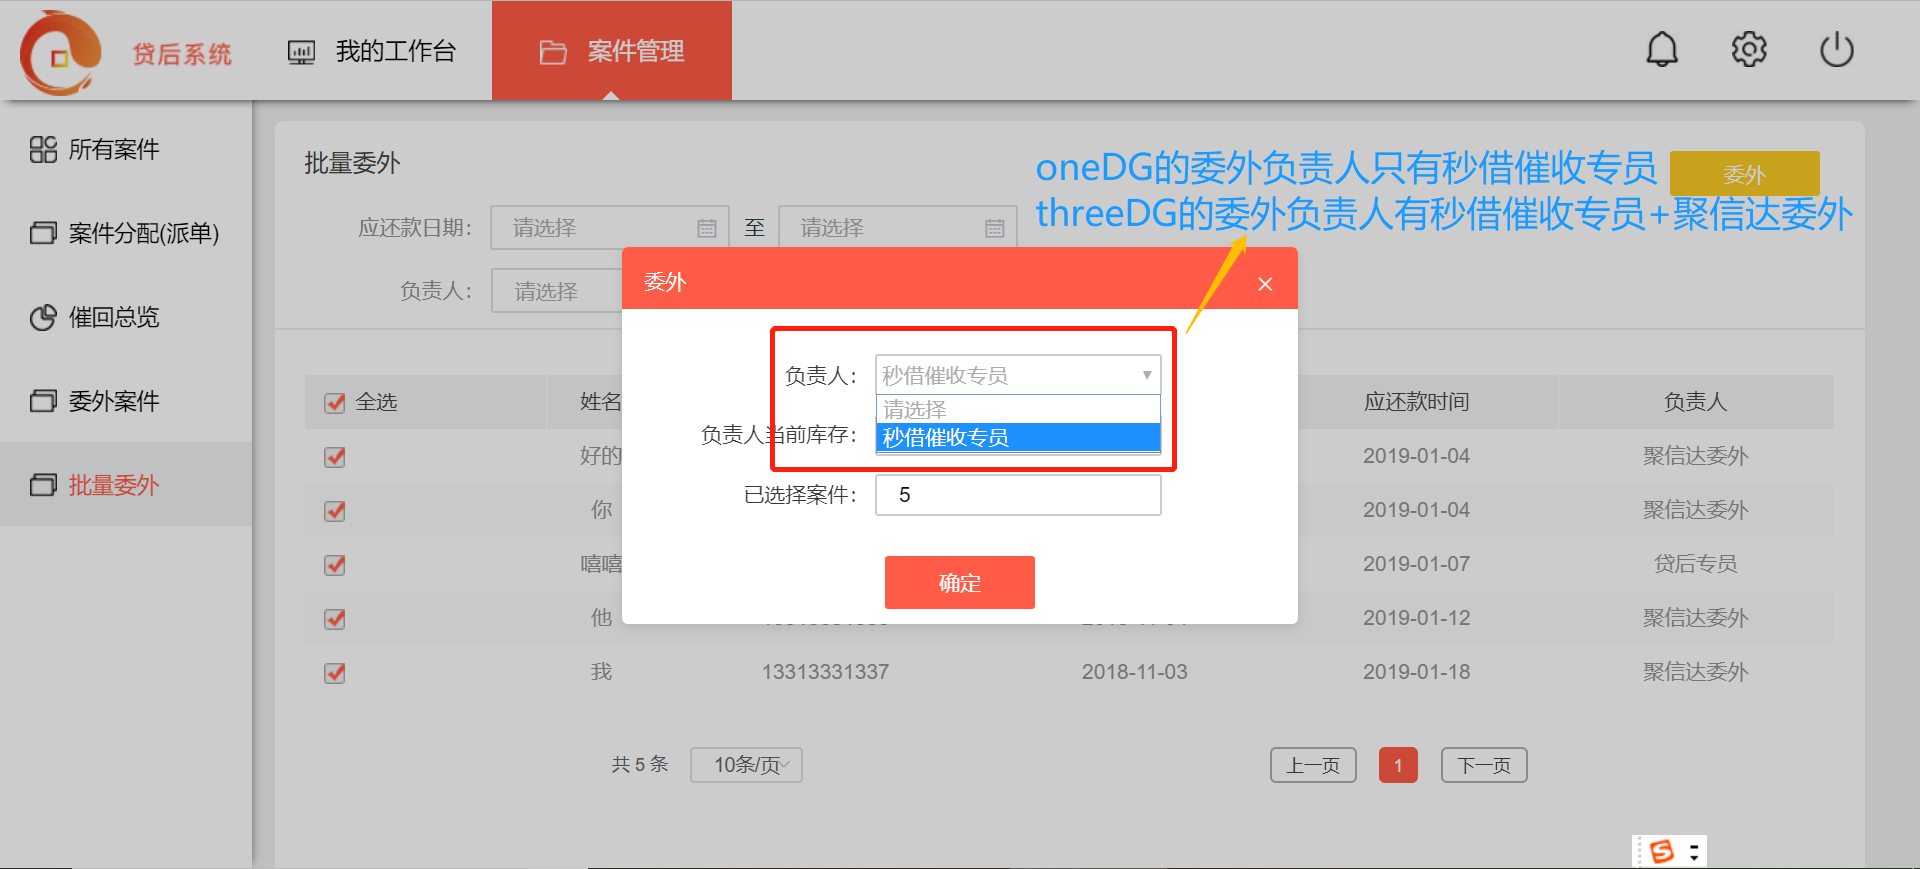 贷后系统
我的工作台
案件管理
所有案件
案件分配(派单)
催回总览
委外案件
批量委外
批量委外
oneDG的委外负责人只有秒借催收专员
委外
threeDG的委外负责人有秒借催收专员+聚信达委外
应还款日期：
请选择
至
请选择
负责人：
请选择
委外
×
负责人：
秒借催收专员
请选择
秒借催收专员
负责人当前库存：
已选择案件：
5
确定
全选
姓名
应还款时间
负责人
好的
2019-01-04
聚信达委外
你
2019-01-04
聚信达委外
嘻嘻
2019-01-07
贷后专员
他
2019-01-12
聚信达委外
我
13313331337
2018-11-03
2019-01-18
聚信达委外
共 5 条
10条/页
上一页
1
下一页